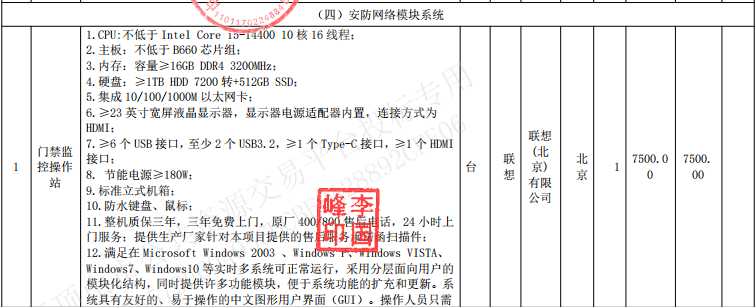 （四）安防网络模块系统
1
门禁监
控操作
站
1.CPU:不低于 Intel Core i5-14400 10 核 16 线程;
2.主板: 不低于 B660 芯片组;
3.内存: 容量≥16GB DDR4 3200MHz;
4.硬盘: ≥1TB HDD 7200 转+512GB SSD;
5.集成 10/100/1000M 以太网卡;
6.≥23 英寸宽屏液晶显示器, 显示器电源适配器内置, 连接方式为
HDMI;
7.≥6 个 USB 接口, 至少 2 个 USB3.2, ≥1 个 Type-C 接口, ≥1 个 HDMI
接口;
8. 节能电源≥180W;
9.标准立式机箱;
10.防水键盘、鼠标;
11.整机质保三年, 三年免费上门, 原厂 400/800 售后电话, 24 小时上
门服务; 提供生产厂家针对本项目提供的售后服务承诺函扫描件;
12.满足在 Microsoft Windows 2003 、Windows 、Windows VISTA、
Windows7、Windows10 等实时多系统可正常运行, 采用分层面向用户的
模块化结构, 同时提供许多功能模块, 便于系统功能的扩充和更新。系
统具有友好的、易于操作的中文图形用户界面（GUI）。操作人员只需
台
联
想
联想
(北京)
有限
公司
北
京
1
7500.0
0
7500.
00
李茵
峰印